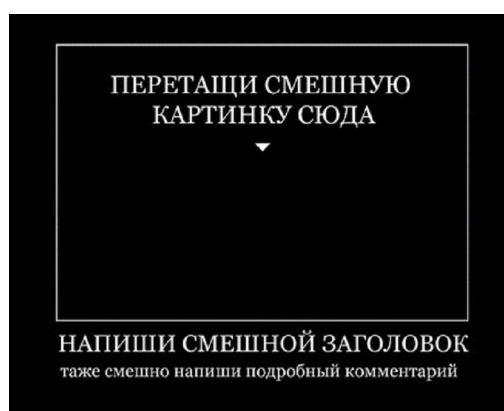 ПЕРЕТАЩИ СМЕШНУЮ
КАРТИНКУ СЮДА
НАПИШИ СМЕШНОЙ ЗАГОЛОВОК
таже смешно напиши подробный комментарий